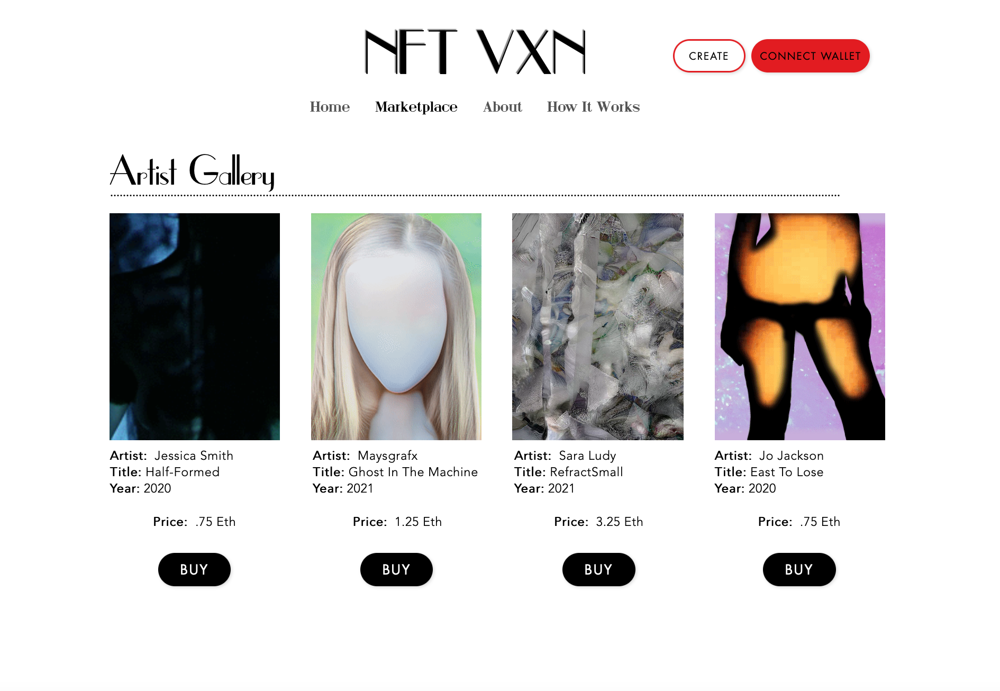 NFT VXN
CREATE
CONNECT WALLET
Home Marketplace About How It Works
Artist Gallery
Artist: Jessica Smith
Title: Half-Formed
Year: 2020
Price: .75 Eth
BUY
Artist: Maysgrafx
Title: Ghost In The Machine
Year: 2021
Price: 1.25 Eth
BUY
Artist: Sara Ludy
Title: RefractSmall
Year: 2021
Price: 3.25 Eth
BUY
Artist: Jo Jackson
Title: East To Lose
Year: 2020
Price: .75 Eth
BUY